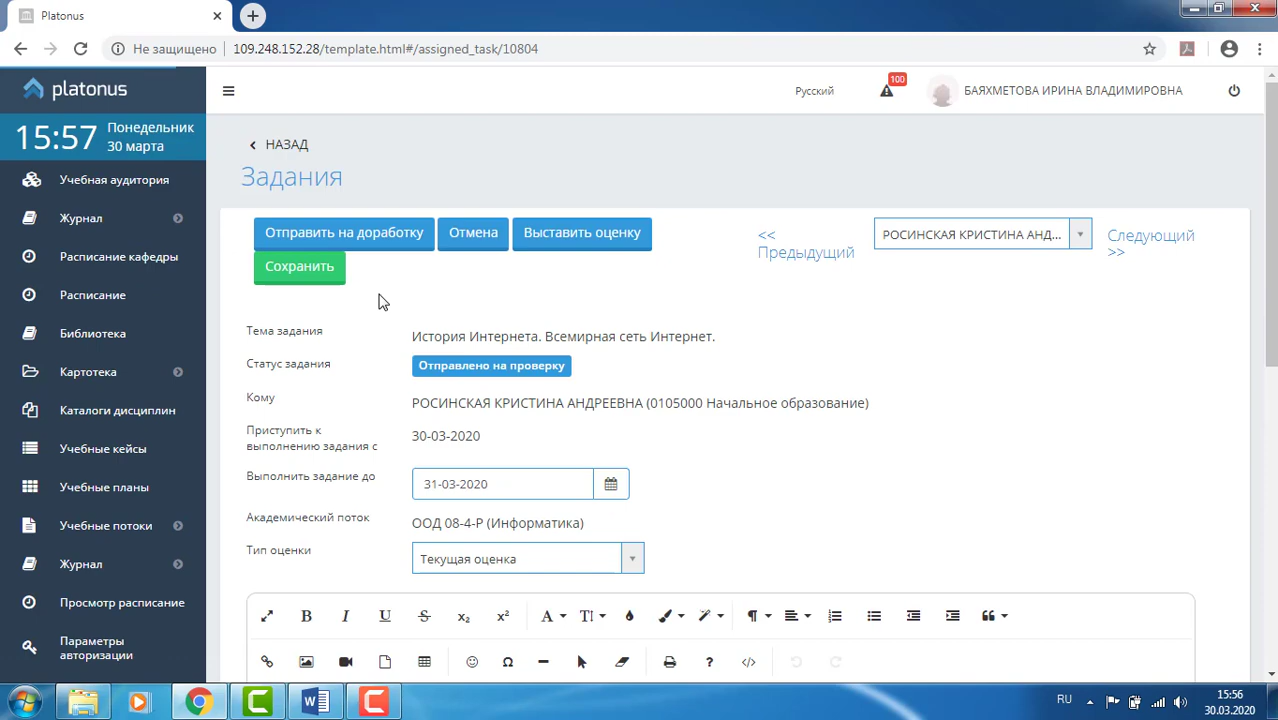 Platonus
Не защищено
109.248.152.28/template.html#/assigned_task/10804
platonus
Русский
100
БАЯХМЕТОВА ИРИНА ВЛАДИМИРОВНА
15:57
Понедельник
30 марта
Учебная аудитория
Журнал
Расписание кафедры
Расписание
Библиотека
Картотека
Каталоги дисциплин
Учебные кейсы
Учебные планы
Учебные потоки
Журнал
Просмотр расписание
Параметры
авторизации
НАЗАД
Задания
Отправить на доработку
Отмена
Выставить оценку
Сохранить
<<
Предыдущий
РОСИНСКАЯ КРИСТИНА АНД...
Следующий
>>
Тема задания
История Интернета. Всемирная сеть Интернет.
Статус задания
Отправлено на проверку
Кому
РОСИНСКАЯ КРИСТИНА АНДРЕЕВНА (0105000 Начальное образование)
Приступить к
выполнению задания с
30-03-2020
Выполнить задание до
31-03-2020
Академический поток
ООД 08-4-Р (Информатика)
Тип оценки
Текущая оценка
RU
15:56
30.03.2020